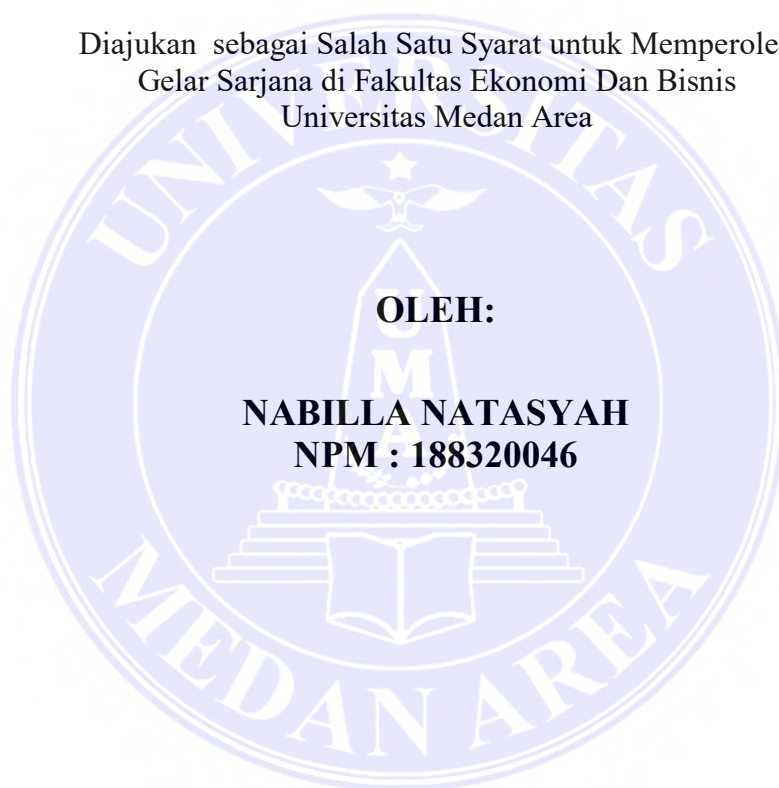 Diajukan sebagai Salah Satu Syarat untuk Memperole
Gelar Sarjana di Fakultas Ekonomi Dan Bisnis
Universitas Medan Area
UNIVERSITAS
OLEH:
UMA
NABILLA NATASYAH
NPM : 188320046
MEDAN AREA